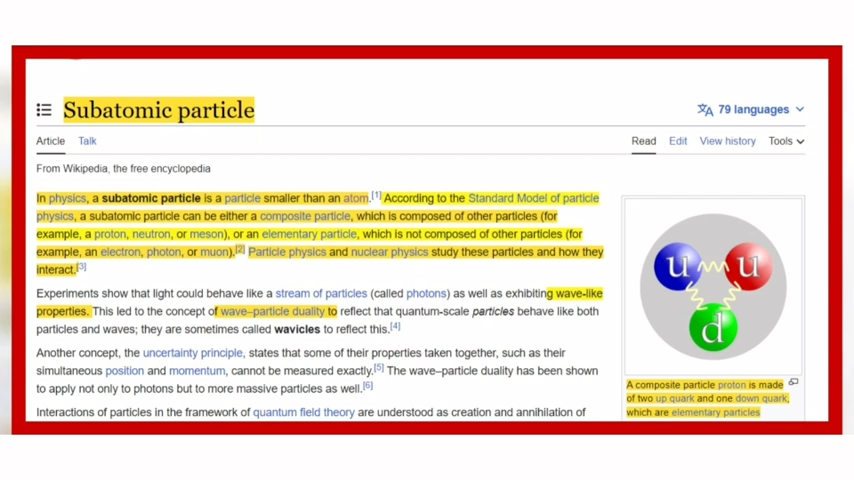 Subatomic particle
79 languages
Article Talk
Read Edit View history Tools
From Wikipedia, the free encyclopedia
In physics, a subatomic particle is a particle smaller than an atom.[1] According to the Standard Model of particle
physics, a subatomic particle can be either a composite particle, which is composed of other particles (for
example, a proton, neutron, or meson), or an elementary particle, which is not composed of other particles (for
example, an electron, photon, or muon).[2] Particle physics and nuclear physics study these particles and how they
interact.[3]
Experiments show that light could behave like a stream of particles (called photons) as well as exhibiting wave-like
properties. This led to the concept of wave–particle duality to reflect that quantum-scale particles behave like both
particles and waves; they are sometimes called wavicles to reflect this.[4]
Another concept, the uncertainty principle, states that some of their properties taken together, such as their
simultaneous position and momentum, cannot be measured exactly.[5] The wave–particle duality has been shown
to apply not only to photons but to more massive particles as well.[6]
Interactions of particles in the framework of quantum field theory are understood as creation and annihilation of
u u
d
A composite particle proton is made
of two up quark and one down quark,
which are elementary particles